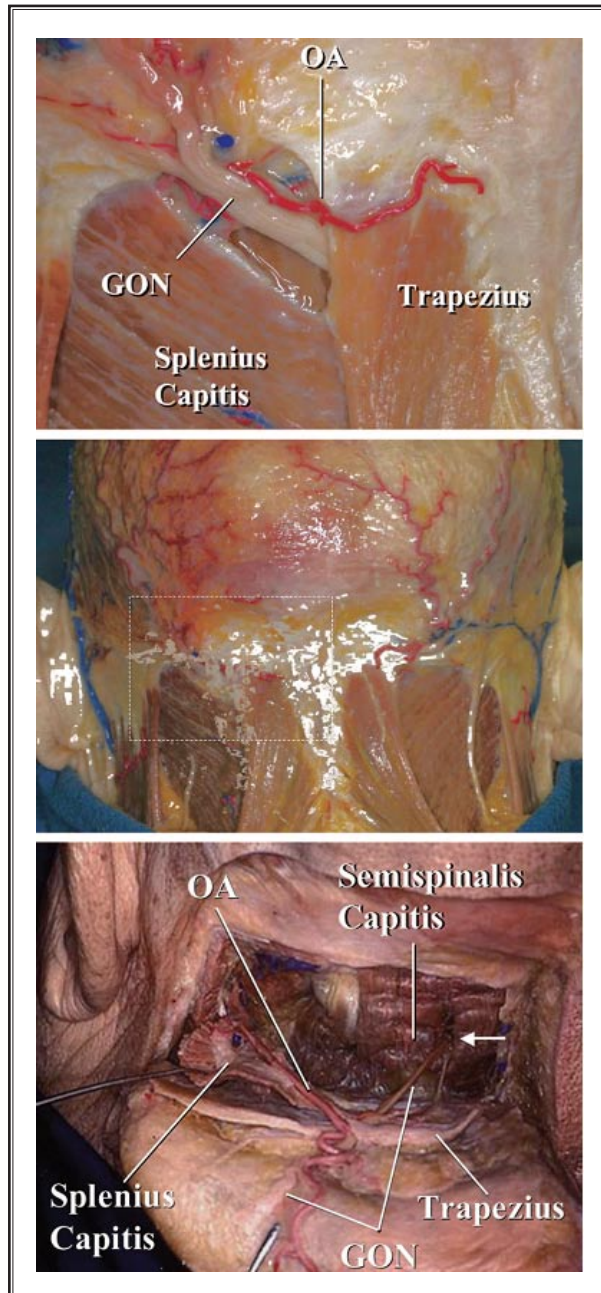 OA
GON
Trapezius
Splenius
Capitis
OA
Semispinalis
Capitis
Splenius
Capitis
Trapezius
GON